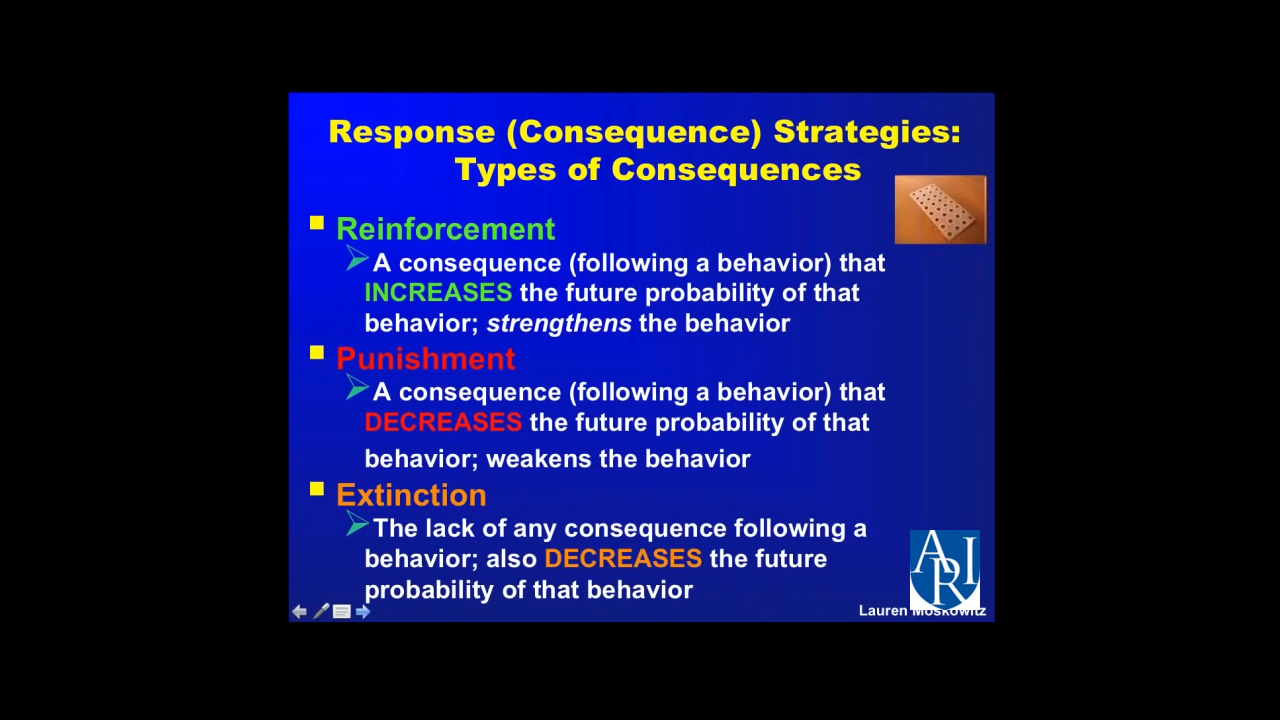 Response (Consequence) Strategies:
Types of Consequences
Reinforcement
A consequence (following a behavior) that
INCREASES the future probability of that
behavior; strengthens the behavior
Punishment
A consequence (following a behavior) that
DECREASES the future probability of that
behavior; weakens the behavior
Extinction
The lack of any consequence following a
behavior; also DECREASES the future
probability of that behavior
ARI
Lauren Moskowitz